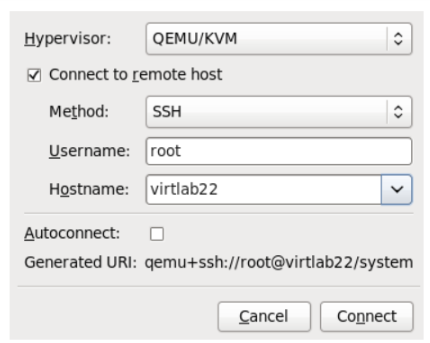 Hypervisor: QEMU/KVM
Connect to remote host
Method: SSH
Username: root
Hostname: virtlab22
Autoconnect:
Generated URI: qemu+ssh://root@virtlab22/system
Cancel Connect